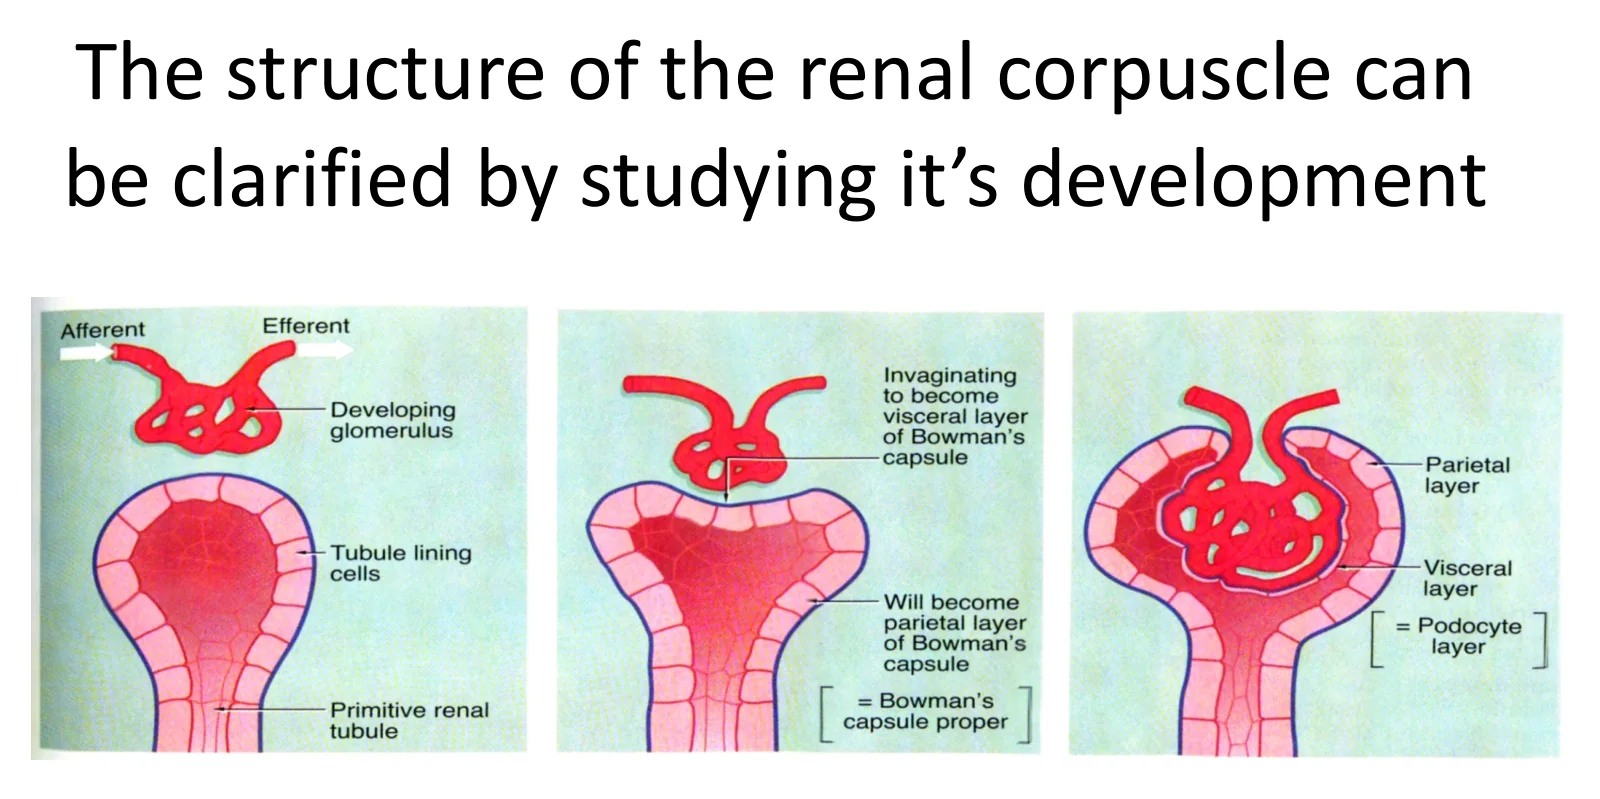 The structure of the renal corpuscle can
be clarified by studying it’s development
Afferent
Efferent
Developing
glomerulus
Tubule lining
cells
Primitive renal
tubule
Invaginating
to become
visceral layer
of Bowman’s
capsule
Will become
parietal layer
of Bowman’s
capsule
= Bowman’s
capsule proper
Parietal
layer
Visceral
layer
= Podocyte
layer